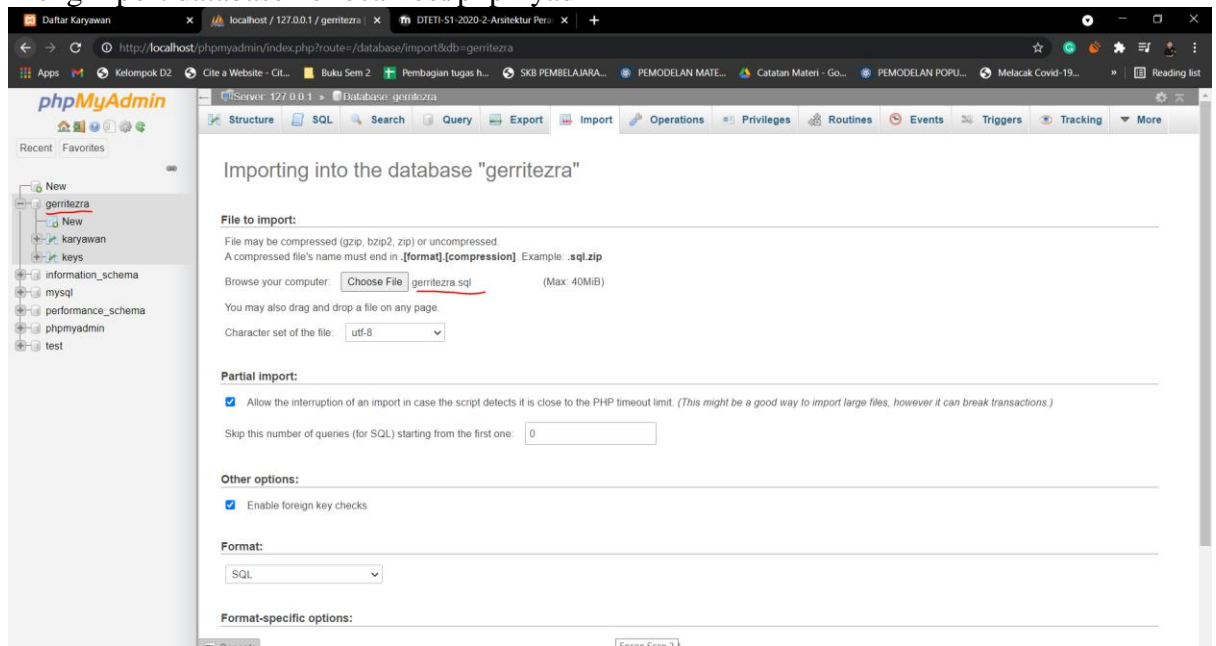 Daftar Karyawan
localhost / 127.0.0.1 / gerritezra |
DTETI-S1-2020-2-Arsitektur Pera
http://localhost/phpmyadmin/index.php?route=/database/import&db=gerritezra
Apps Kelompok D2 Cite a Website - Cit... Buku Sem 2 Pembagian tugas h... SKB PEMBELAJARA... PEMODELAN MATE... Catatan Materi - Go... PEMODELAN POPU... Melacak Covid-19... » Reading list
phpMyAdmin
Recent Favorites
New
gerritezra
New
karyawan
keys
information_schema
mysql
performance_schema
phpmyadmin
test
Server: 127.0.0.1 » Database: gerritezra
Structure SQL Search Query Export Import Operations Privileges Routines Events Triggers Tracking More
Importing into the database "gerritezra"
File to import:
File may be compressed (gzip, bzip2, zip) or uncompressed.
A compressed file's name must end in .[format].[compression]. Example: .sql.zip
Browse your computer: Choose File gerritezra.sql (Max: 40MiB)
You may also drag and drop a file on any page.
Character set of the file: utf-8
Partial import:
Allow the interruption of an import in case the script detects it is close to the PHP timeout limit. (This might be a good way to import large files, however it can break transactions.)
Skip this number of queries (for SQL) starting from the first one: 0
Other options:
Enable foreign key checks
Format:
SQL
Format-specific options: